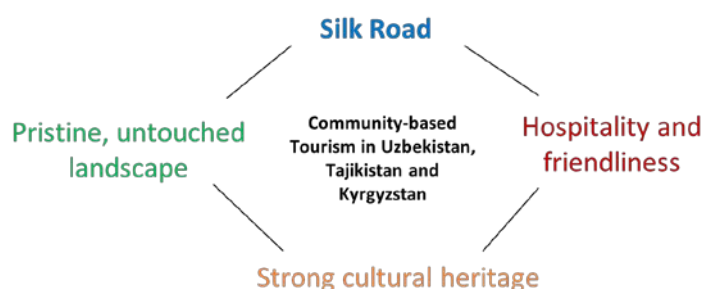 Silk Road
Pristine, untouched
landscape
Community-based
Tourism in Uzbekistan,
Tajikistan and
Kyrgyzstan
Hospitality and
friendliness
Strong cultural heritage